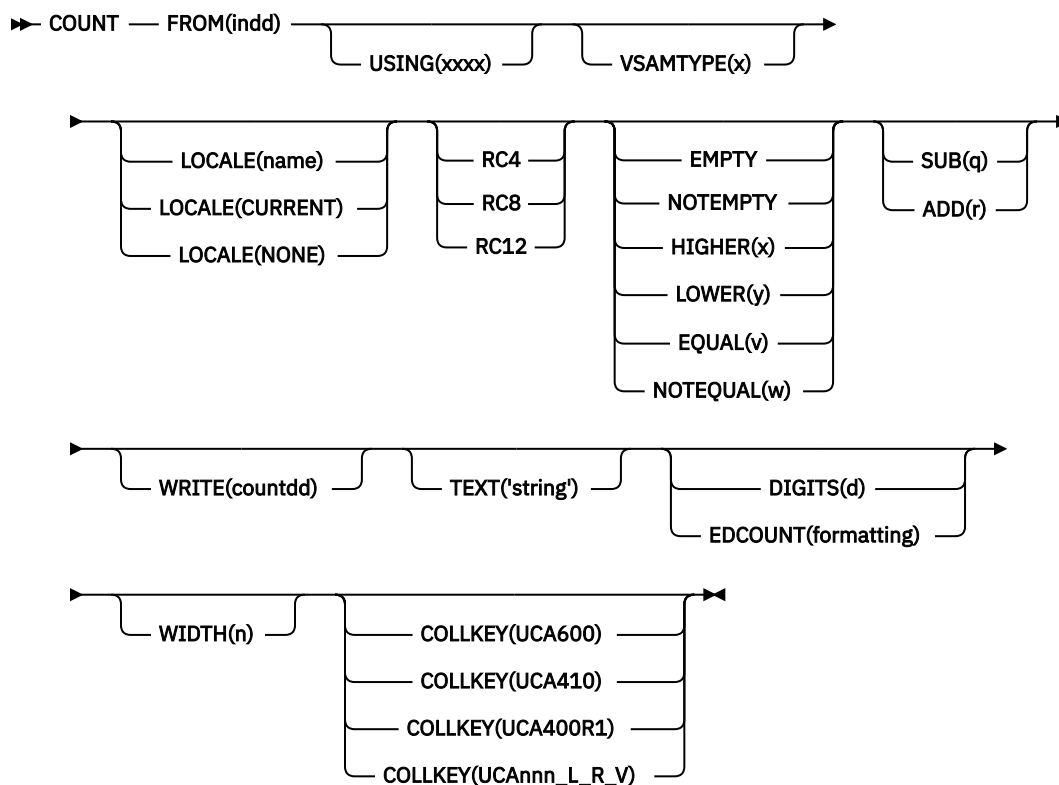 COUNT FROM(indd)
USING(xxxx) VSAMTYPE(x)
LOCALE(name) RC4 EMPTY SUB(q)
LOCALE(CURRENT) RC8 NOTEMPTY ADD(r)
LOCALE(NONE) RC12 HIGHER(x)
LOWER(y)
EQUAL(v)
NOTEQUAL(w)
WRITE(countdd) TEXT('string') DIGITS(d)
EDCOUNT(formatting)
WIDTH(n) COLLKEY(UCA600)
COLLKEY(UCA410)
COLLKEY(UCA400R1)
COLLKEY(UCAnnn_L_R_V)